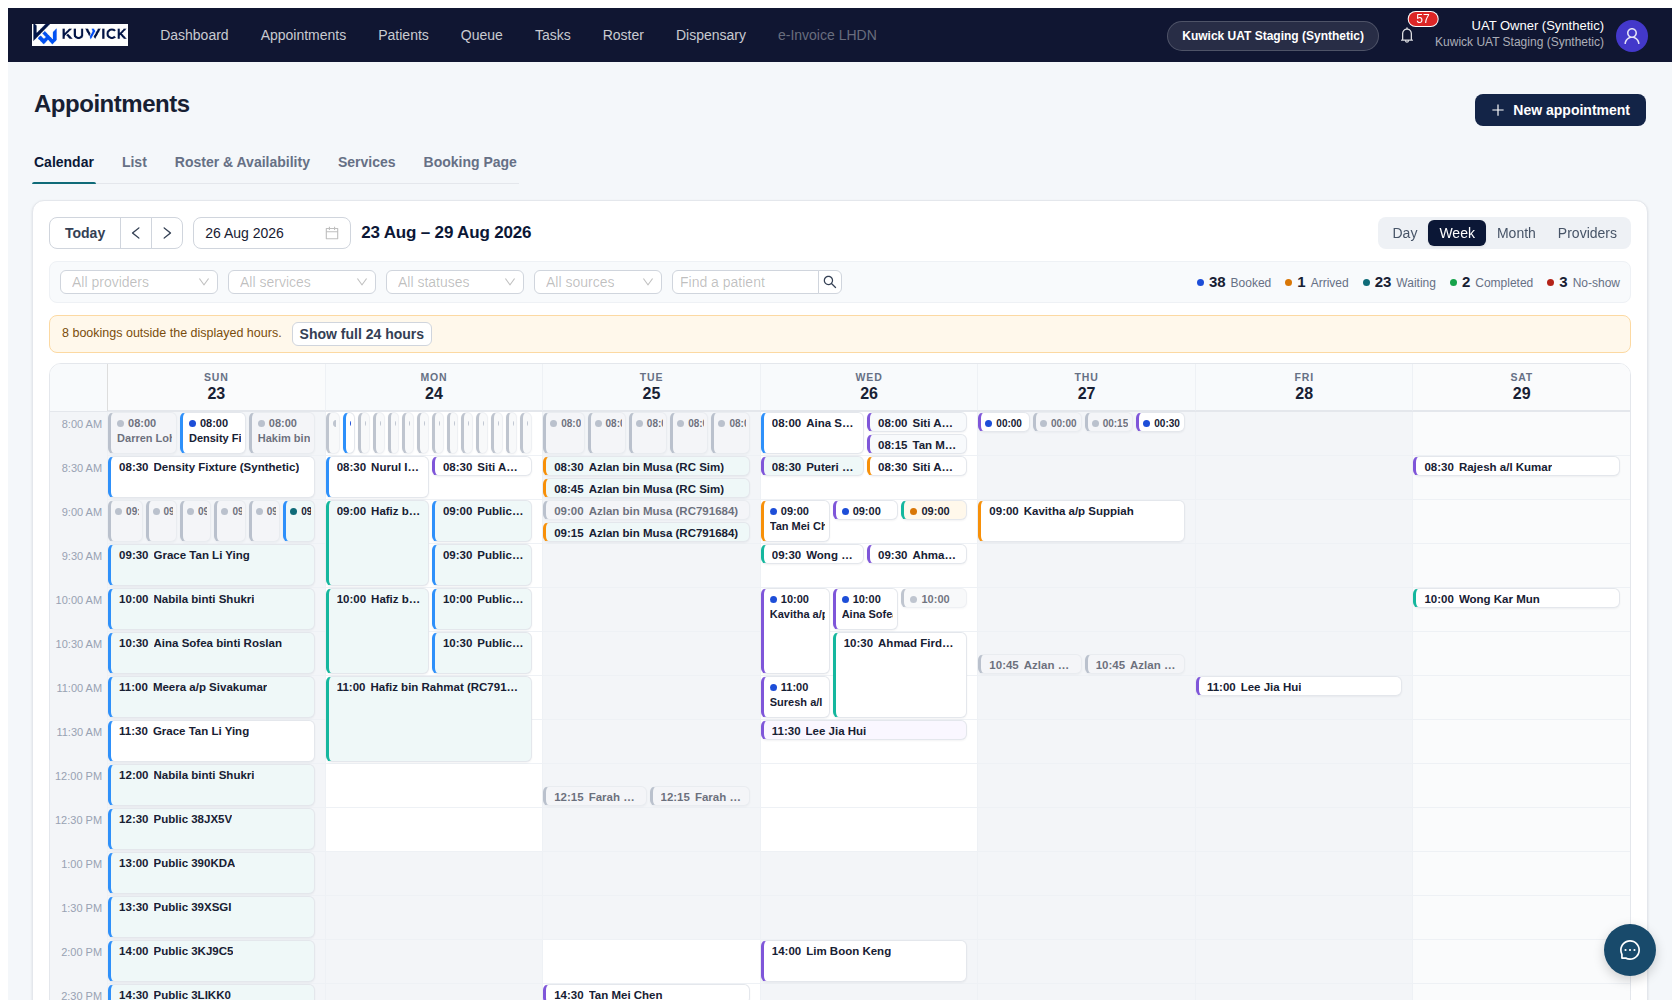 KUWICK
Dashboard
Appointments
Patients
Queue
Tasks
Roster
Dispensary
e-Invoice LHDN
Kuwick UAT Staging (Synthetic)
57
UAT Owner (Synthetic)
Kuwick UAT Staging (Synthetic)
Appointments
New appointment
Calendar
List
Roster & Availability
Services
Booking Page
Today
26 Aug 2026
23 Aug – 29 Aug 2026
Day
Week
Month
Providers
All providers
All services
All statuses
All sources
Find a patient
38 Booked
1 Arrived
23 Waiting
2 Completed
3 No-show
8 bookings outside the displayed hours.
Show full 24 hours
SUN
23
MON
24
TUE
25
WED
26
THU
27
FRI
28
SAT
29
8:00 AM
08:00
Darren Lol
08:00
Density Fi
08:00
Hakim bin
08:00 Aina S…
08:00 Siti A…
08:15 Tan M…
00:00
00:00
00:15
00:30
8:30 AM
08:30 Density Fixture (Synthetic)
08:30 Nurul I…
08:30 Siti A…
08:30 Azlan bin Musa (RC Sim)
08:45 Azlan bin Musa (RC Sim)
08:30 Puteri …
08:30 Siti A…
08:30 Rajesh a/l Kumar
9:00 AM
09:00 Hafiz b…
09:00 Public…
09:00 Azlan bin Musa (RC791684)
09:15 Azlan bin Musa (RC791684)
09:00
Tan Mei Ch
09:00
09:00
09:00 Kavitha a/p Suppiah
9:30 AM
09:30 Grace Tan Li Ying
09:30 Public…
09:30 Wong …
09:30 Ahma…
10:00 AM
10:00 Nabila binti Shukri
10:00 Hafiz b…
10:00 Public…
10:00
Kavitha a/p
10:00
Aina Sofe
10:00
10:00 Wong Kar Mun
10:30 AM
10:30 Aina Sofea binti Roslan
10:30 Public…
10:30 Ahmad Fird…
10:45 Azlan …
10:45 Azlan …
11:00 AM
11:00 Meera a/p Sivakumar
11:00 Hafiz bin Rahmat (RC791…
11:00
Suresh a/l
11:00 Lee Jia Hui
11:30 AM
11:30 Grace Tan Li Ying
11:30 Lee Jia Hui
12:00 PM
12:00 Nabila binti Shukri
12:15 Farah …
12:15 Farah …
12:30 PM
12:30 Public 38JX5V
1:00 PM
13:00 Public 390KDA
1:30 PM
13:30 Public 39XSGI
2:00 PM
14:00 Public 3KJ9C5
14:00 Lim Boon Keng
2:30 PM
14:30 Public 3LIKK0
14:30 Tan Mei Chen